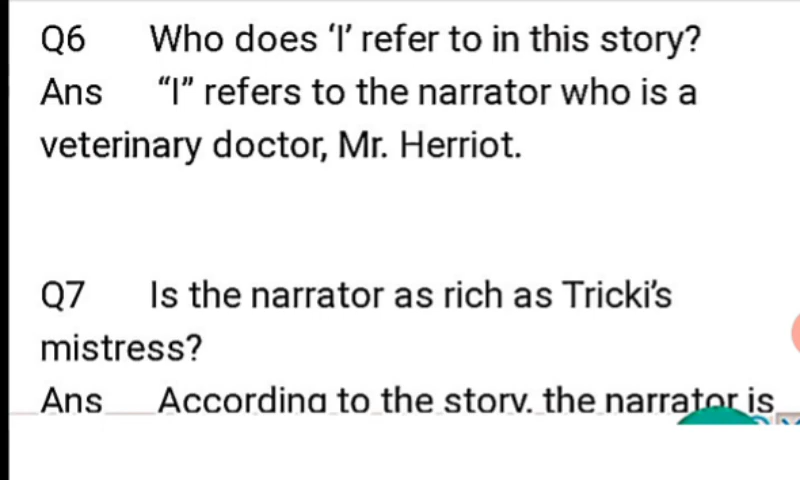 Q6 Who does ‘I’ refer to in this story?
Ans “I” refers to the narrator who is a
veterinary doctor, Mr. Herriot.
Q7 Is the narrator as rich as Tricki’s
mistress?
Ans According to the story, the narrator is